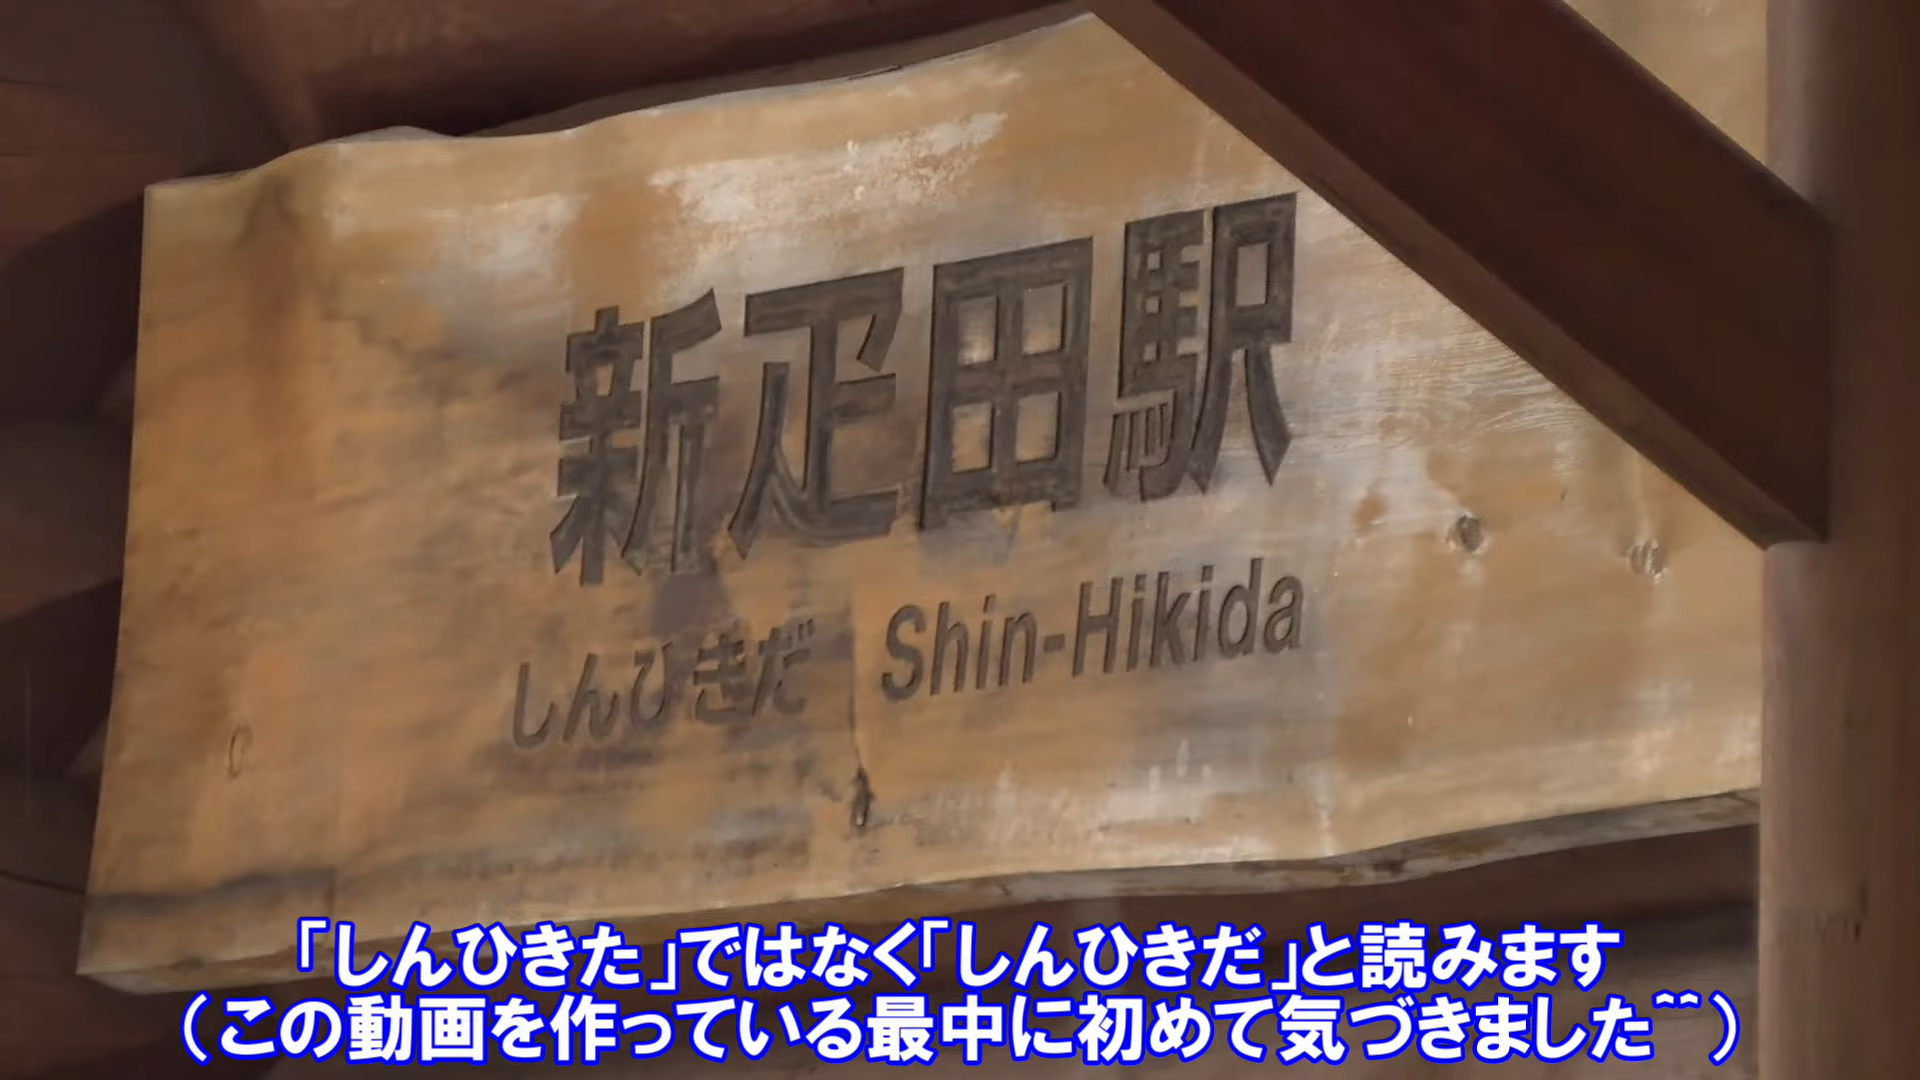 新疋田駅
しんひきだ Shin-Hikida
「しんひきた」ではなく「しんひきだ」と読みます
（この動画を作っている最中に初めて気づきました^^）